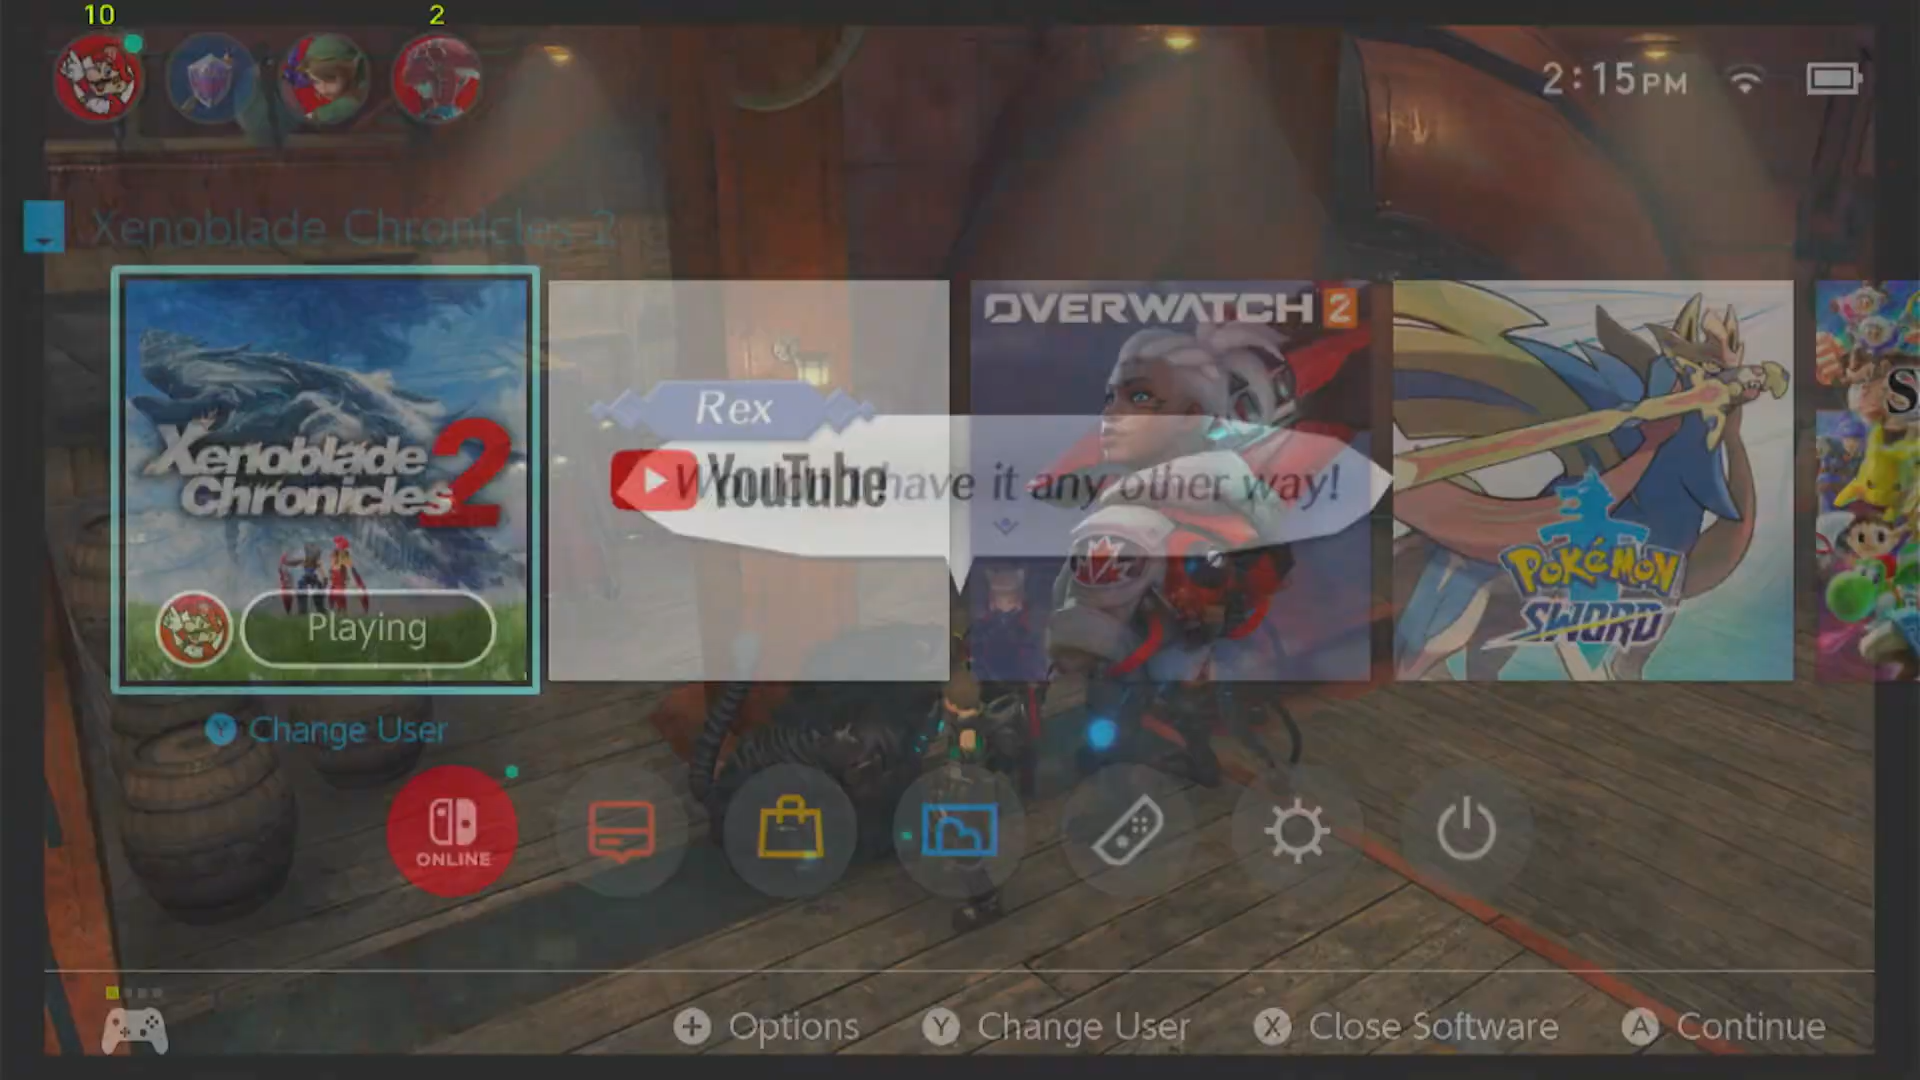 10
2
2:15PM
Xenoblade Chronicles 2
OVERWATCH 2
Rex
YouTube
have it any other way!
Xenoblade
Chronicles 2
POKÉMON
SWORD
Playing
Y Change User
ONLINE
+ Options
Y Change User
X Close Software
A Continue